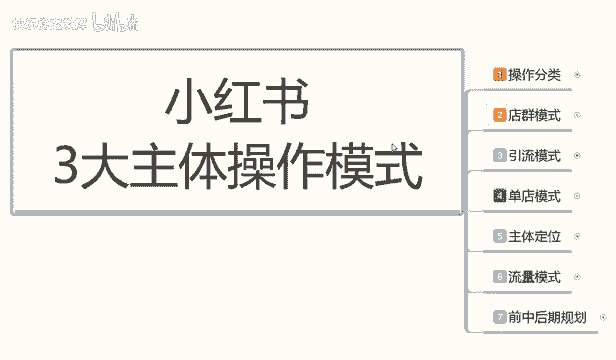 小红书
3大主体操作模式
1 操作分类
2 店群模式
3 引流模式
4 单店模式
5 主体定位
6 流量模式
7 前中后期规划